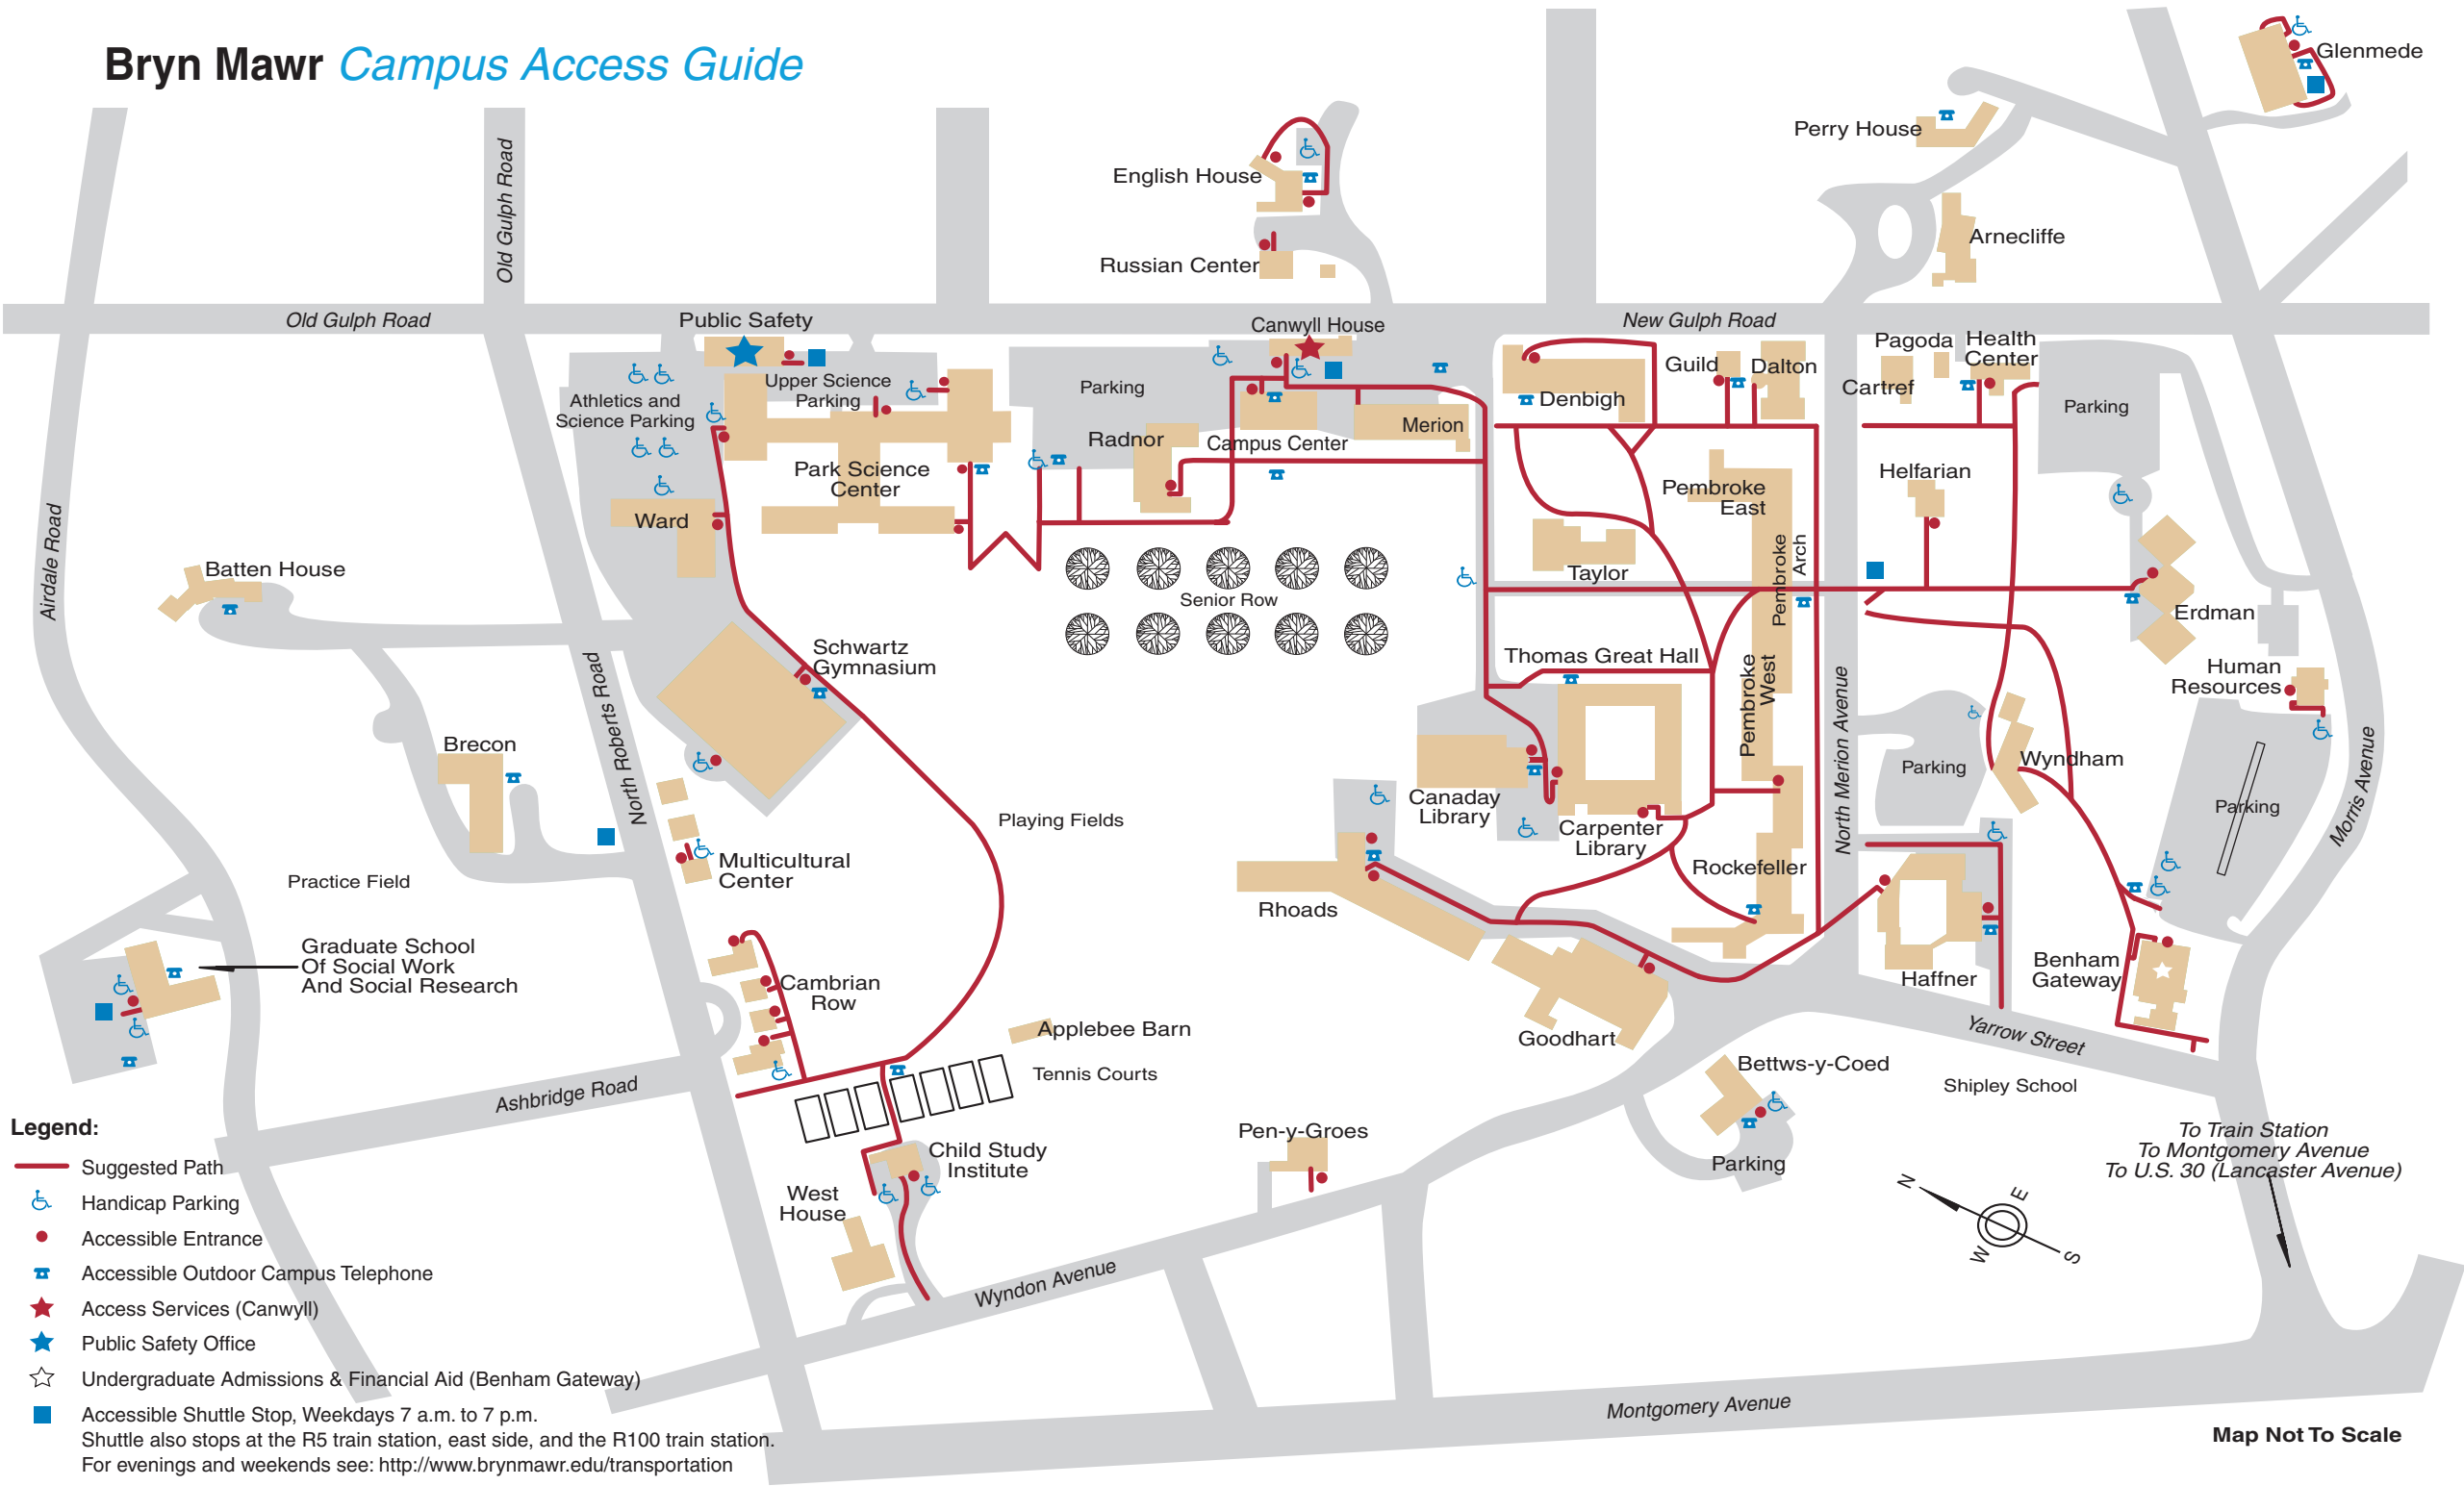 Bryn Mawr Campus Access Guide
Glenmede
Perry House
English House
Arnecliffe
Russian Center
Old Gulph Road
Old Gulph Road
Public Safety
Canwyll House
New Gulph Road
Pagoda
Health
Center
Guild
Dalton
Cartref
Upper Science
Parking
Athletics and
Science Parking
Parking
Denbigh
Parking
Radnor
Campus Center
Merion
Park Science
Center
Helfarian
Pembroke
East
Ward
Airdale Road
Batten House
Taylor
Pembroke
Arch
Senior Row
Erdman
Schwartz
Gymnasium
Thomas Great Hall
Human
Resources
North Roberts Road
Pembroke
West
North Merion Avenue
Brecon
Wyndham
Parking
Parking
Morris Avenue
Canaday
Library
Playing Fields
Carpenter
Library
Multicultural
Center
Rockefeller
Practice Field
Rhoads
Graduate School
Of Social Work
And Social Research
Cambrian
Row
Haffner
Benham
Gateway
Applebee Barn
Goodhart
Yarrow Street
Tennis Courts
Bettws-y-Coed
Shipley School
Ashbridge Road
Pen-y-Groes
Child Study
Institute
Parking
To Train Station
To Montgomery Avenue
To U.S. 30 (Lancaster Avenue)
West
House
N
E
W
S
Wyndon Avenue
Montgomery Avenue
Legend:
Suggested Path
Handicap Parking
Accessible Entrance
Accessible Outdoor Campus Telephone
Access Services (Canwyll)
Public Safety Office
Undergraduate Admissions & Financial Aid (Benham Gateway)
Accessible Shuttle Stop, Weekdays 7 a.m. to 7 p.m.
Shuttle also stops at the R5 train station, east side, and the R100 train station.
For evenings and weekends see: http://www.brynmawr.edu/transportation
Map Not To Scale